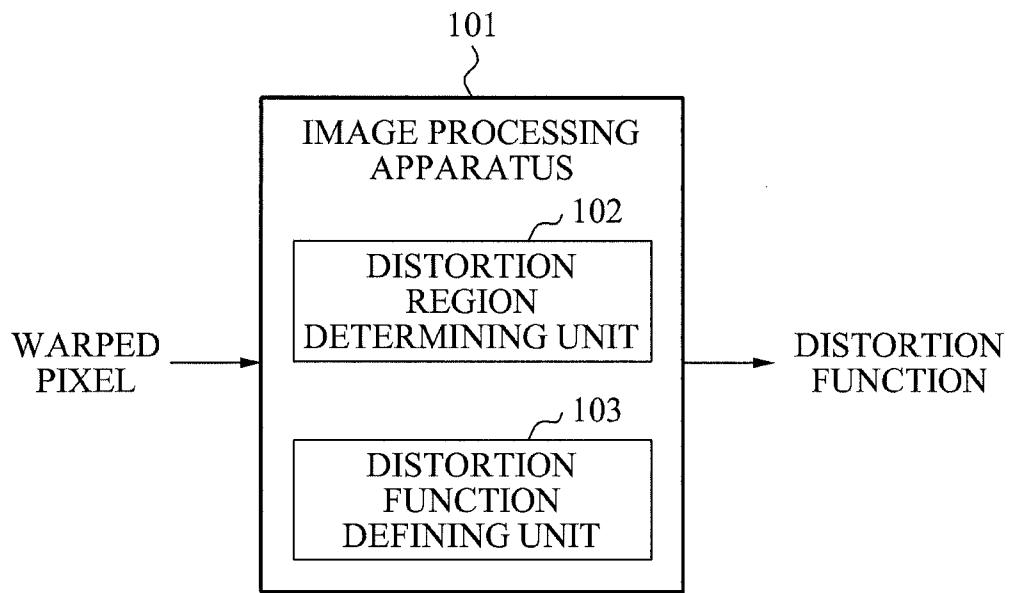 101
IMAGE PROCESSING
APPARATUS
102
DISTORTION
REGION
DETERMINING UNIT
WARPED
PIXEL
DISTORTION
FUNCTION
103
DISTORTION
FUNCTION
DEFINING UNIT